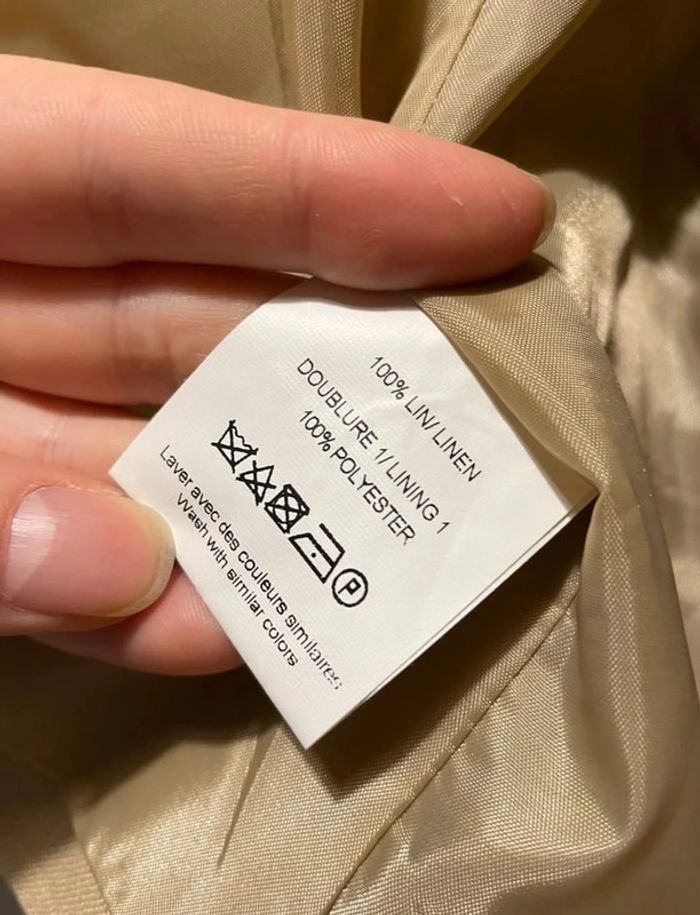 100% LIN/LINEN
DOUBLURE 1/LINING 1
100% POLYESTER
P
Laver avec des couleurs similaires
Wash with similar colors